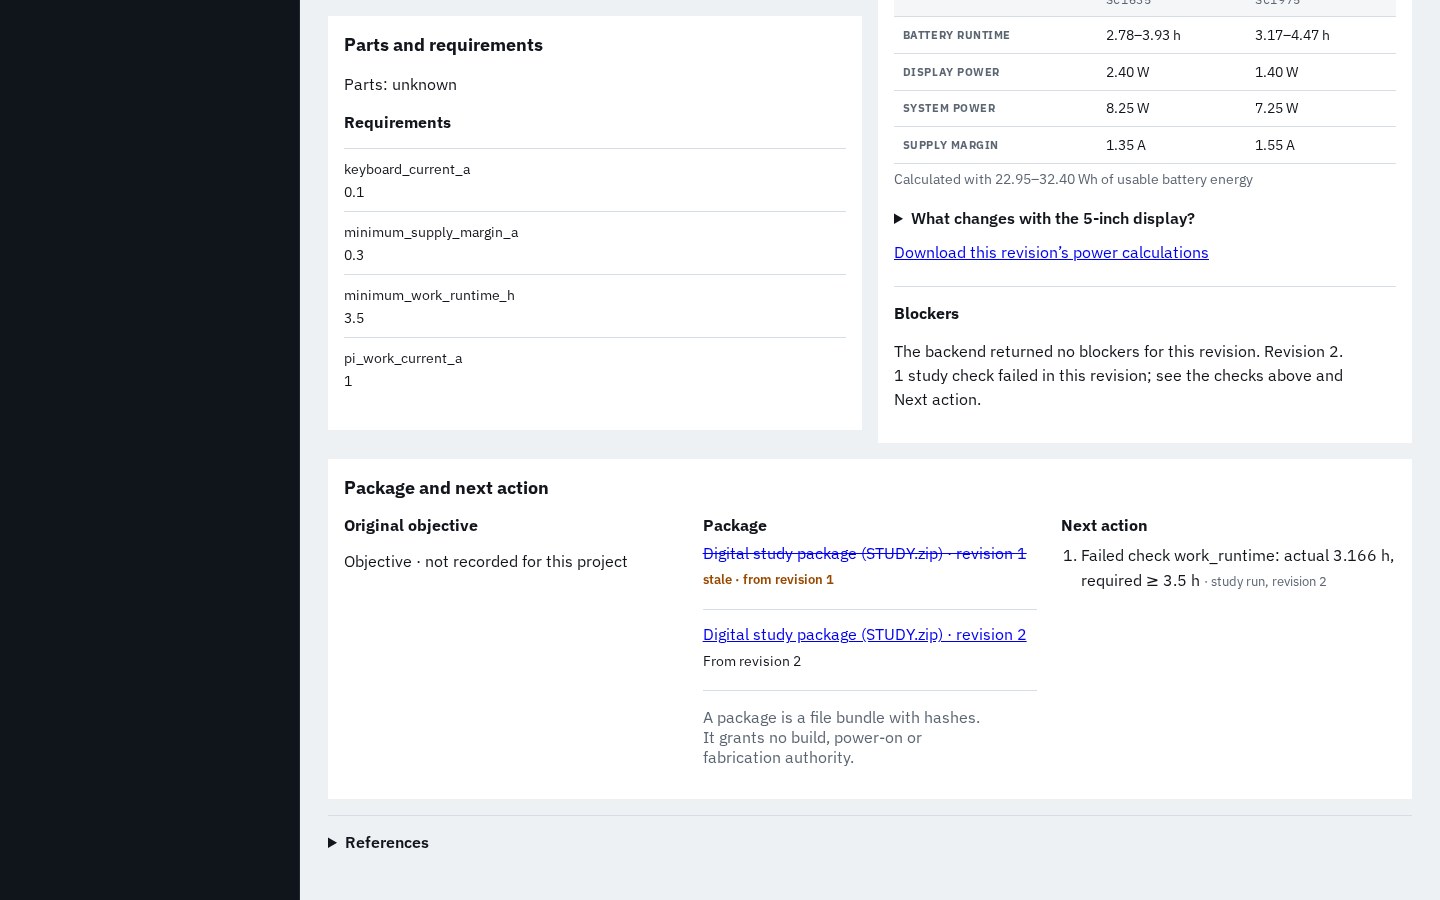 Parts and requirements
Parts: unknown
Requirements
keyboard_current_a
0.1
minimum_supply_margin_a
0.3
minimum_work_runtime_h
3.5
pi_work_current_a
1
SC1635 SC1975
BATTERY RUNTIME 2.78–3.93 h 3.17–4.47 h
DISPLAY POWER 2.40 W 1.40 W
SYSTEM POWER 8.25 W 7.25 W
SUPPLY MARGIN 1.35 A 1.55 A
Calculated with 22.95–32.40 Wh of usable battery energy
What changes with the 5-inch display?
Download this revision’s power calculations
Blockers
The backend returned no blockers for this revision. Revision 2.
1 study check failed in this revision; see the checks above and
Next action.
Package and next action
Original objective
Objective · not recorded for this project
Package
Digital study package (STUDY.zip) · revision 1
stale · from revision 1
Digital study package (STUDY.zip) · revision 2
From revision 2
A package is a file bundle with hashes.
It grants no build, power-on or
fabrication authority.
Next action
1. Failed check work_runtime: actual 3.166 h,
required ≥ 3.5 h · study run, revision 2
References